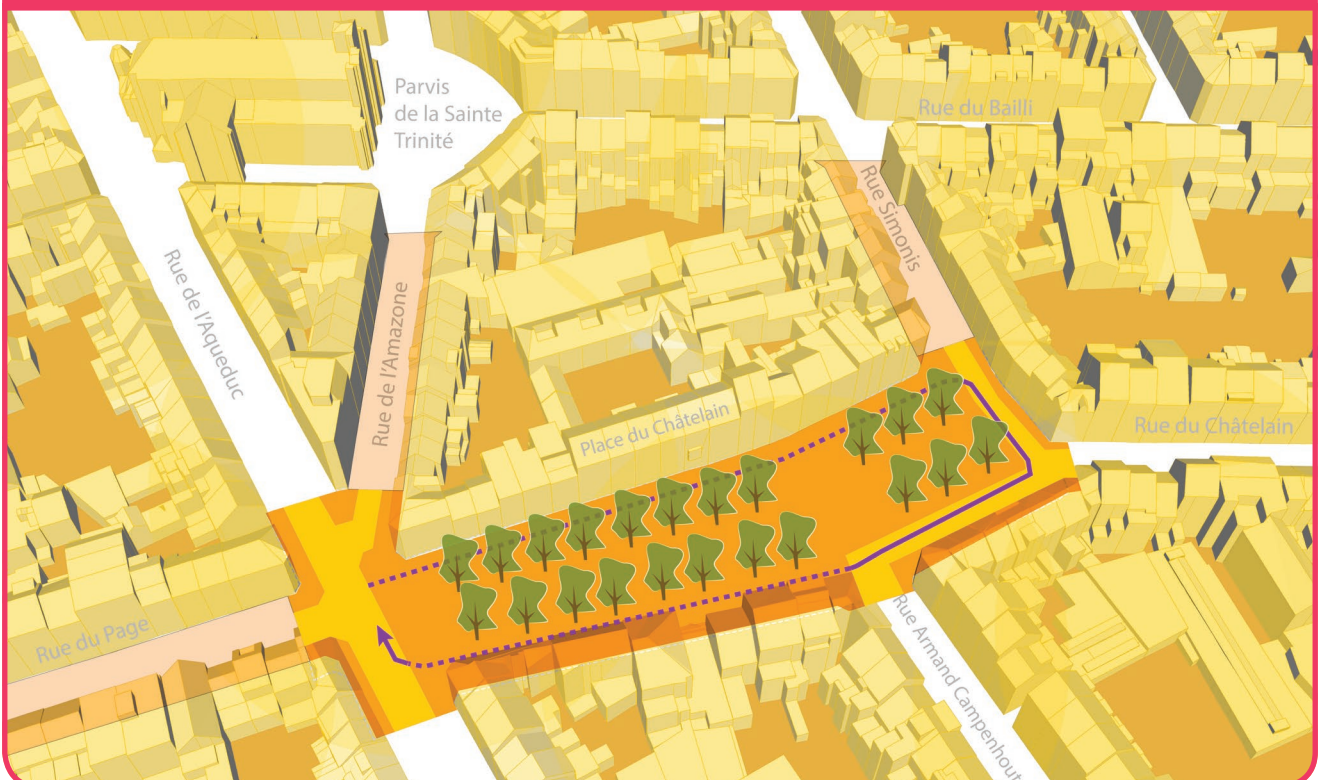 Parvis
de la Sainte
Trinité
Rue du Bailli
Rue Simonis
Rue de l'Aqueduc
Rue de l'Amazone
Place du Châtelain
Rue du Châtelain
Rue du Page
Rue Armand Campenhout